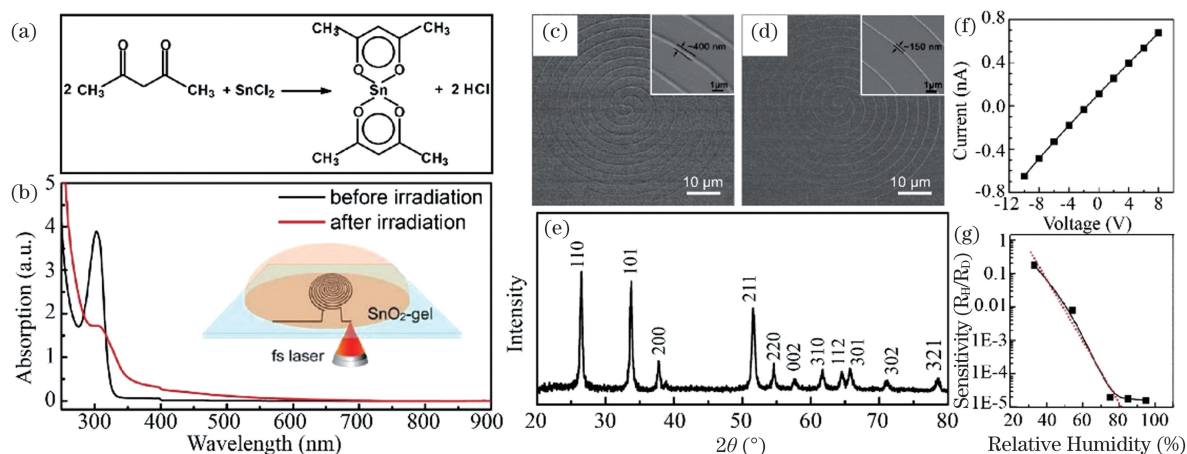 (a)
O O
2 CH₃ CH₃ + SnCl₂
CH₃ CH₃
O O
Sn
O O
CH₃ CH₃
+ 2 HCl
(b)
Absorption (a.u.)
5
4
3
2
1
0
before irradiation
after irradiation
SnO₂-gel
fs laser
300 400 500 600 700 800 900
Wavelength (nm)
(c)
~400 nm
1μm
10 μm
(d)
~150 nm
1μm
10 μm
(e)
Intensity
110
101
200
211
220
002
310
112
301
302
321
20 30 40 50 60 70 80
2θ (°)
(f)
Current (nA)
0.8
0.4
0.0
-0.4
-0.8
-12 -8 -4 0 4 8
Voltage (V)
(g)
Sensitivity (R_H/R_D)
1
0.1
0.01
1E-3
1E-4
1E-5
40 60 80 100
Relative Humidity (%)